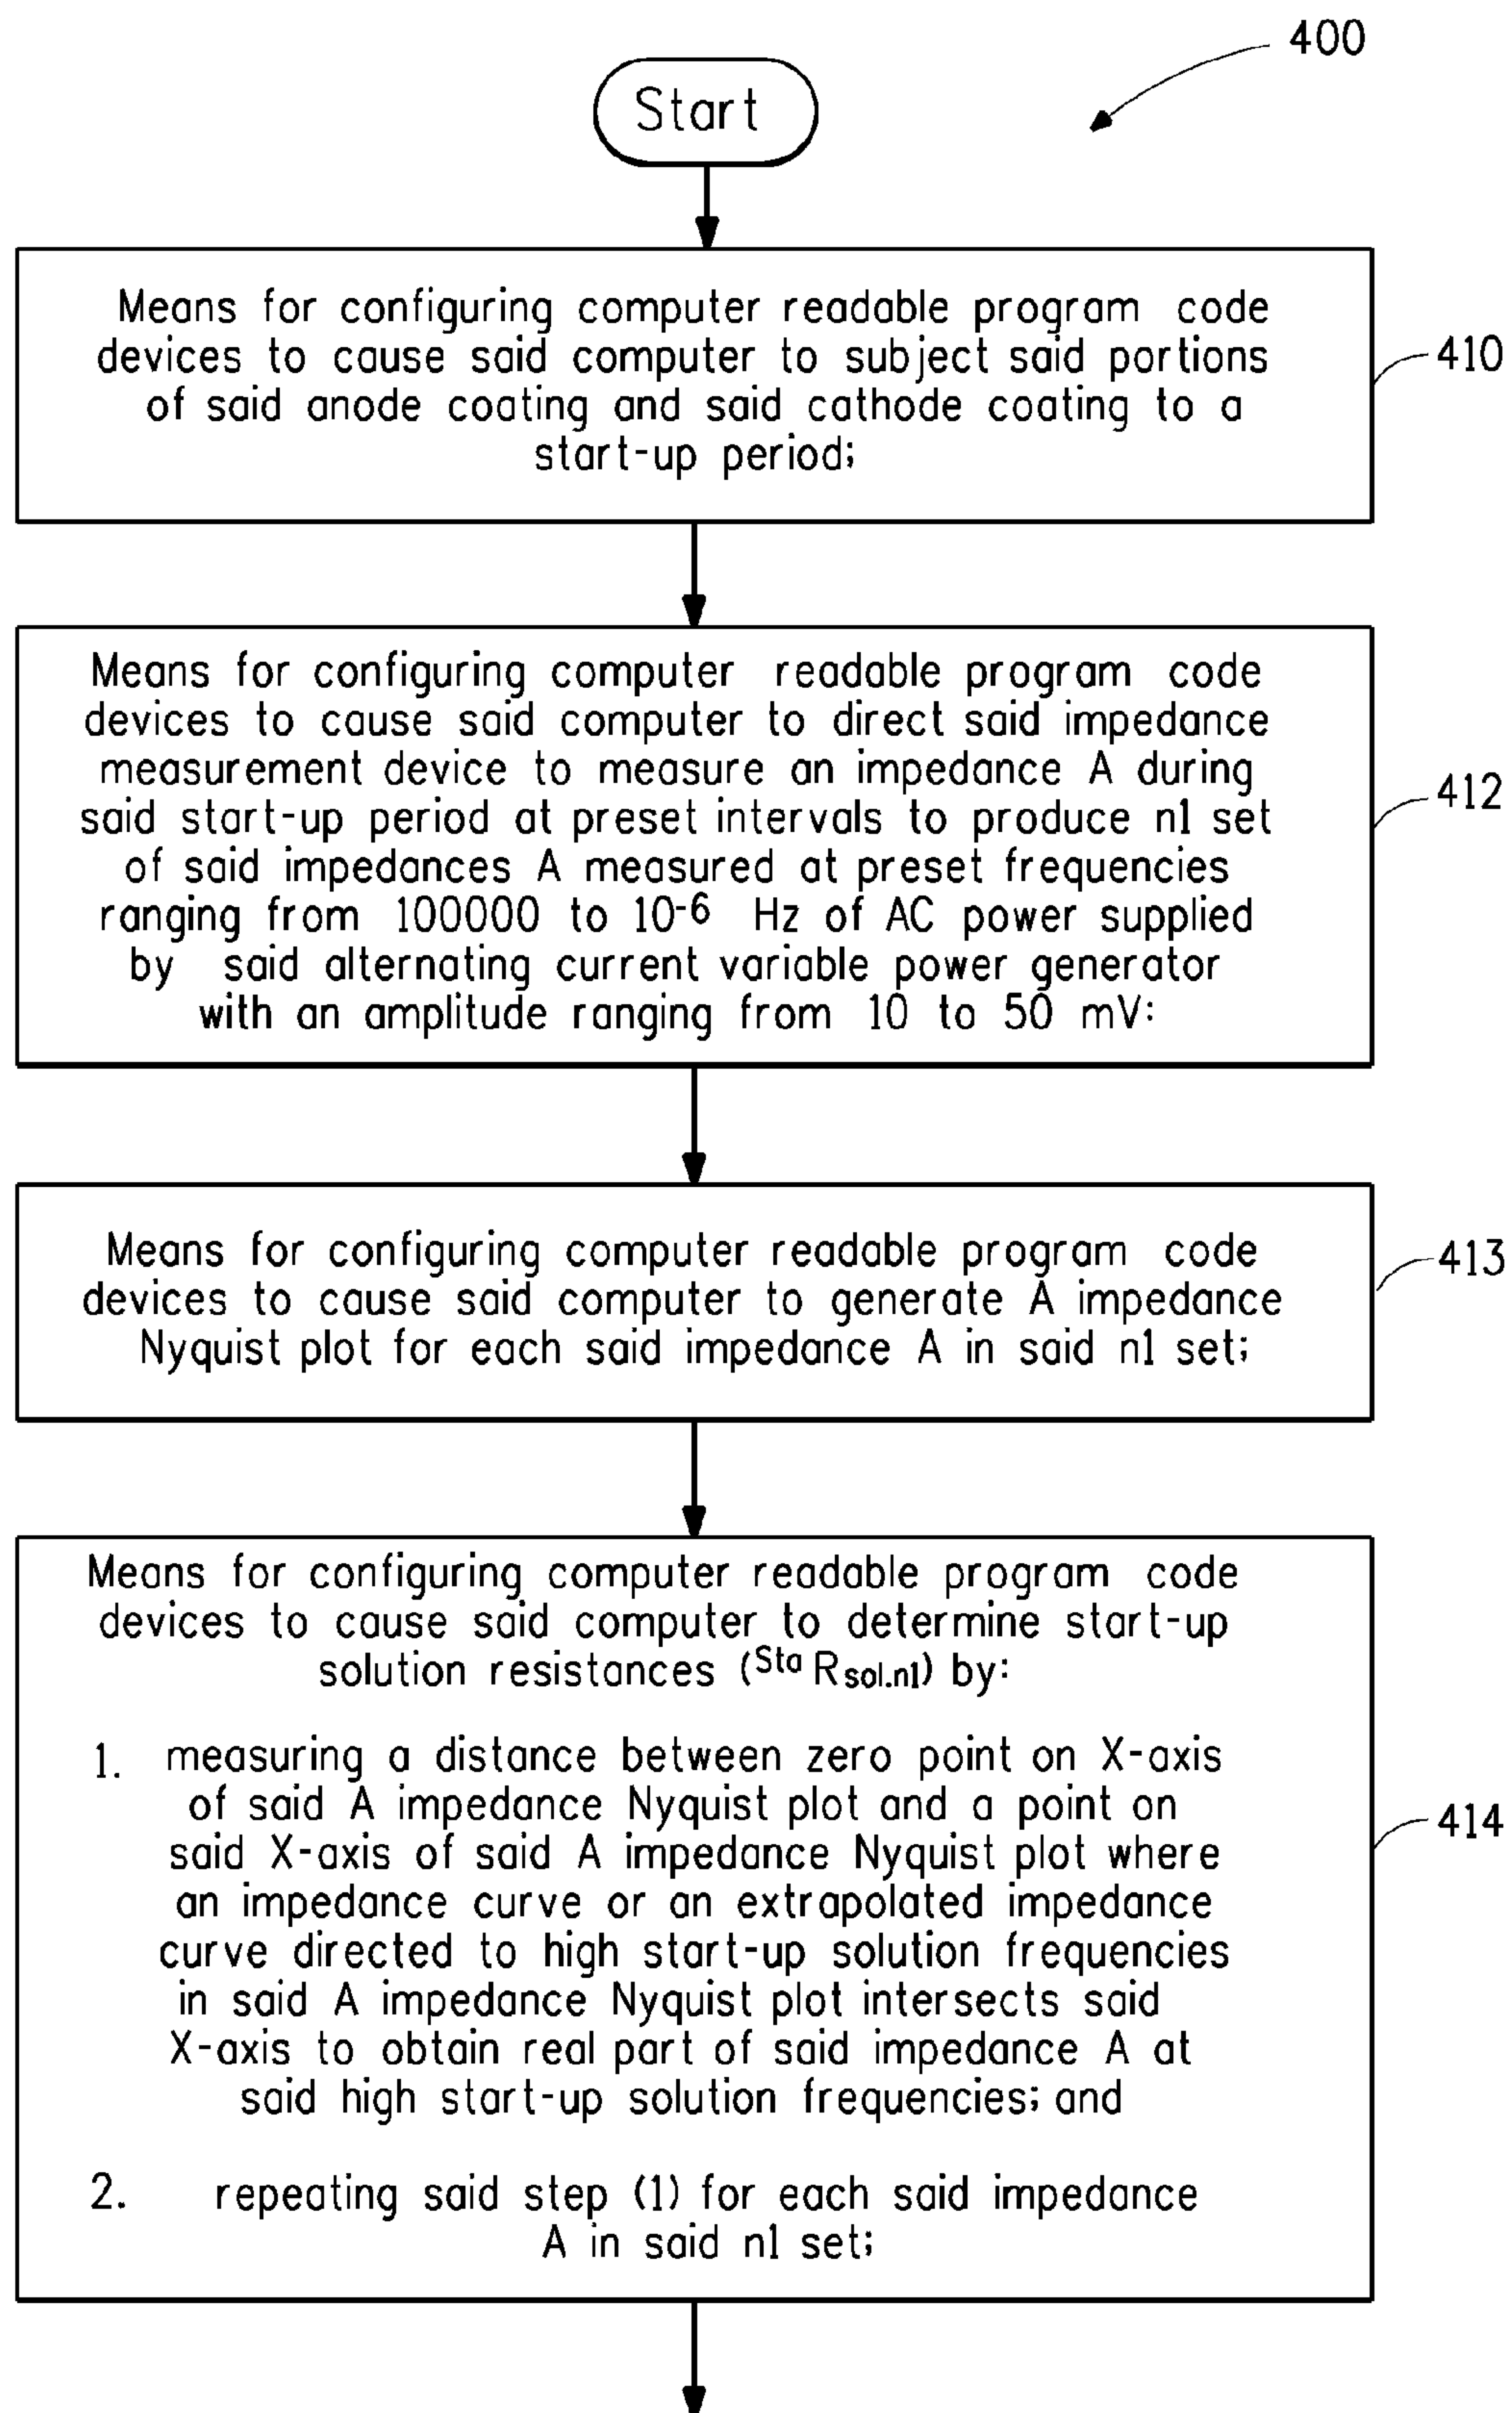 400
Start
Means for configuring computer readable program code
devices to cause said computer to subject said portions
of said anode coating and said cathode coating to a
start-up period;
410
Means for configuring computer readable program code
devices to cause said computer to direct said impedance
measurement device to measure an impedance A during
said start-up period at preset intervals to produce n1 set
of said impedances A measured at preset frequencies
ranging from 100000 to 10⁻⁶ Hz of AC power supplied
by said alternating current variable power generator
with an amplitude ranging from 10 to 50 mV:
412
Means for configuring computer readable program code
devices to cause said computer to generate A impedance
Nyquist plot for each said impedance A in said n1 set;
413
Means for configuring computer readable program code
devices to cause said computer to determine start-up
solution resistances (Sta Rsol.n1) by:
1. measuring a distance between zero point on X-axis
of said A impedance Nyquist plot and a point on
said X-axis of said A impedance Nyquist plot where
an impedance curve or an extrapolated impedance
curve directed to high start-up solution frequencies
in said A impedance Nyquist plot intersects said
X-axis to obtain real part of said impedance A at
said high start-up solution frequencies; and
2. repeating said step (1) for each said impedance
A in said n1 set;
414